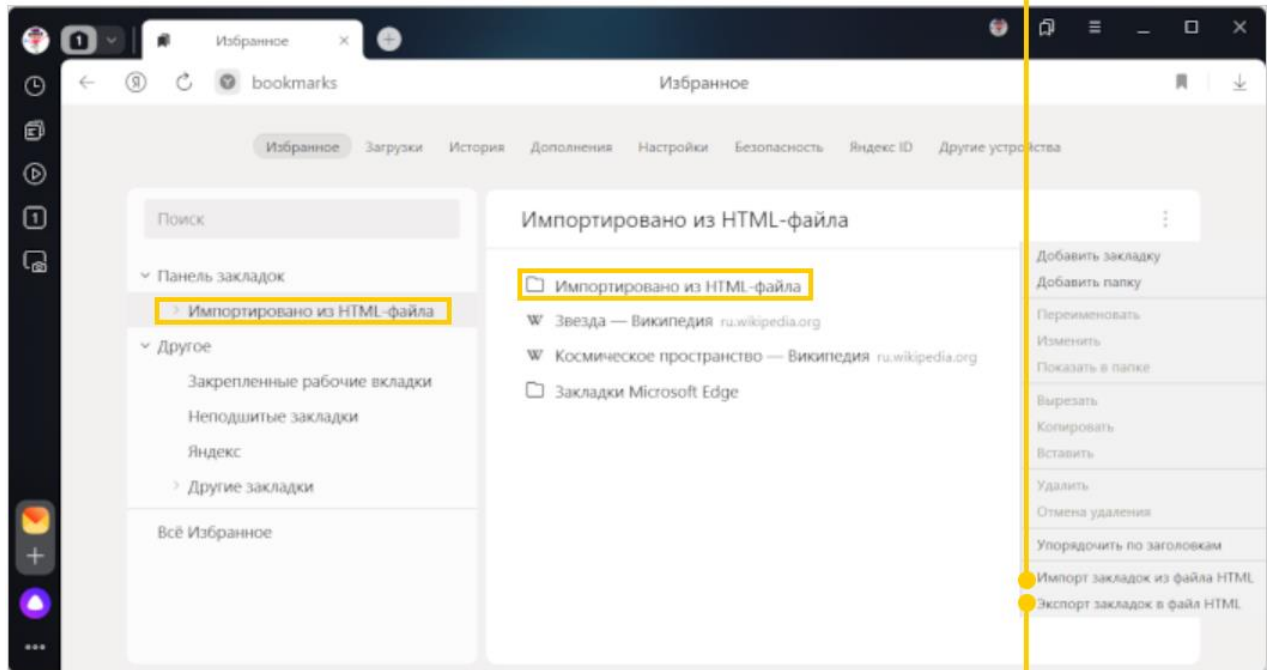 1
Избранное
Я
bookmarks
Избранное
Избранное Загрузки История Дополнения Настройки Безопасность Яндекс ID Другие устройства
1
Поиск
Импортировано из HTML-файла
Панель закладок
Импортировано из HTML-файла
Другое
Закрепленные рабочие вкладки
Неподшитые закладки
Яндекс
Другие закладки
Всё Избранное
Импортировано из HTML-файла
W Звезда — Википедия ru.wikipedia.org
W Космическое пространство — Википедия ru.wikipedia.org
Закладки Microsoft Edge
Добавить закладку
Добавить папку
Переименовать
Изменить
Показать в папке
Вырезать
Копировать
Вставить
Удалить
Отмена удаления
Упорядочить по заголовкам
Импорт закладок из файла HTML
Экспорт закладок в файл HTML